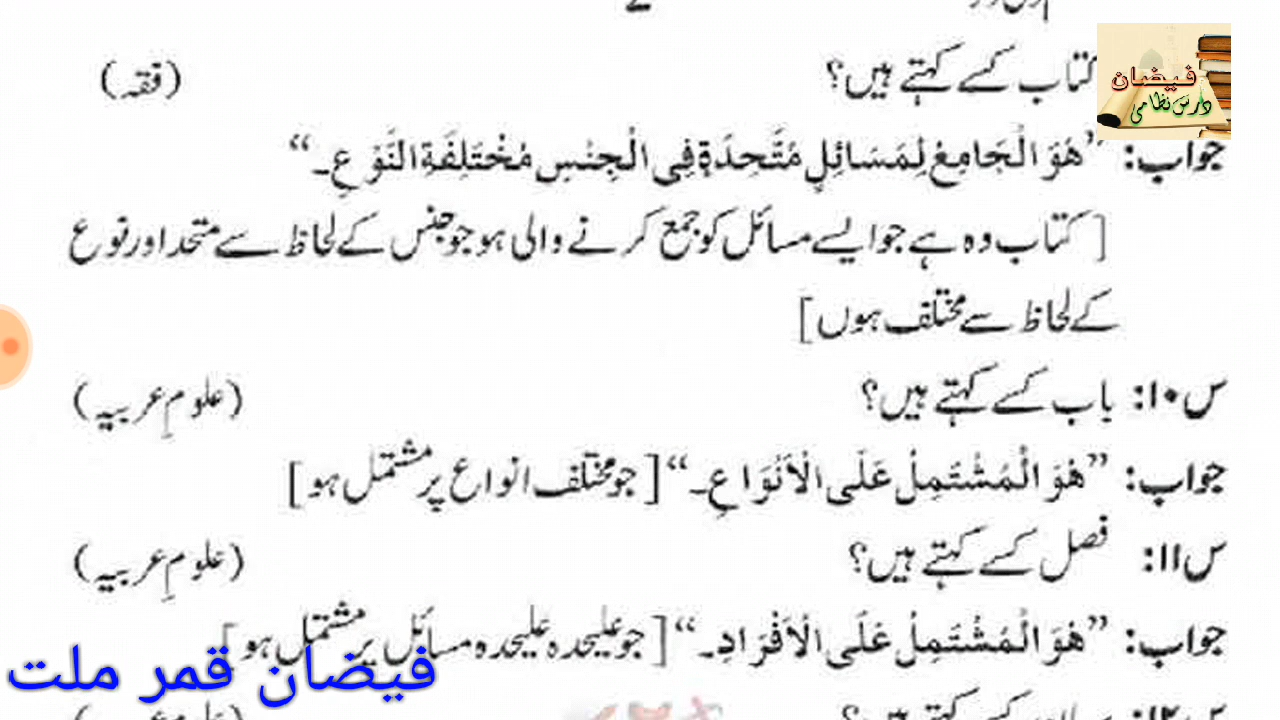 کتاب کسے کہتے ہیں؟ (فقہ)
فیضان
درس نظامی
جواب: ”هُوَ الْجَامِعُ لِمَسَائِلٍ مُتَّحِدَةٍ فِى الْجِنْسِ مُخْتَلِفَةِ النَّوْعِ۔“
[کتاب وہ ہے جو ایسے مسائل کو جمع کرنے والی ہو جو جنس کے لحاظ سے متحد اور نوع
کے لحاظ سے مختلف ہوں]
س۱۰: باب کسے کہتے ہیں؟ (علومِ عربیہ)
جواب: ”هُوَ الْمُشْتَمِلُ عَلَى الْاَنْوَاعِ۔“ [جو مختلف انواع پر مشتمل ہو]
س۱۱: فصل کسے کہتے ہیں؟ (علومِ عربیہ)
جواب: ”هُوَ الْمُشْتَمِلُ عَلَى الْاَفْرَادِ۔“ [جو علیحدہ علیحدہ مسائل پر مشتمل ہو]
فیضان قمر ملت